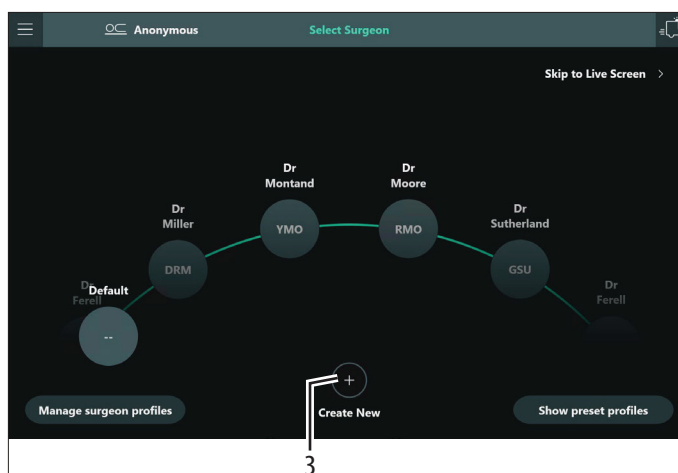 Anonymous
Select Surgeon
Skip to Live Screen >
Dr
Montand
Dr
Moore
Dr
Miller
Dr
Sutherland
YMO
RMO
DRM
GSU
Dr
Ferell
Default
Dr
Ferell
--
+
Manage surgeon profiles
Create New
Show preset profiles
3